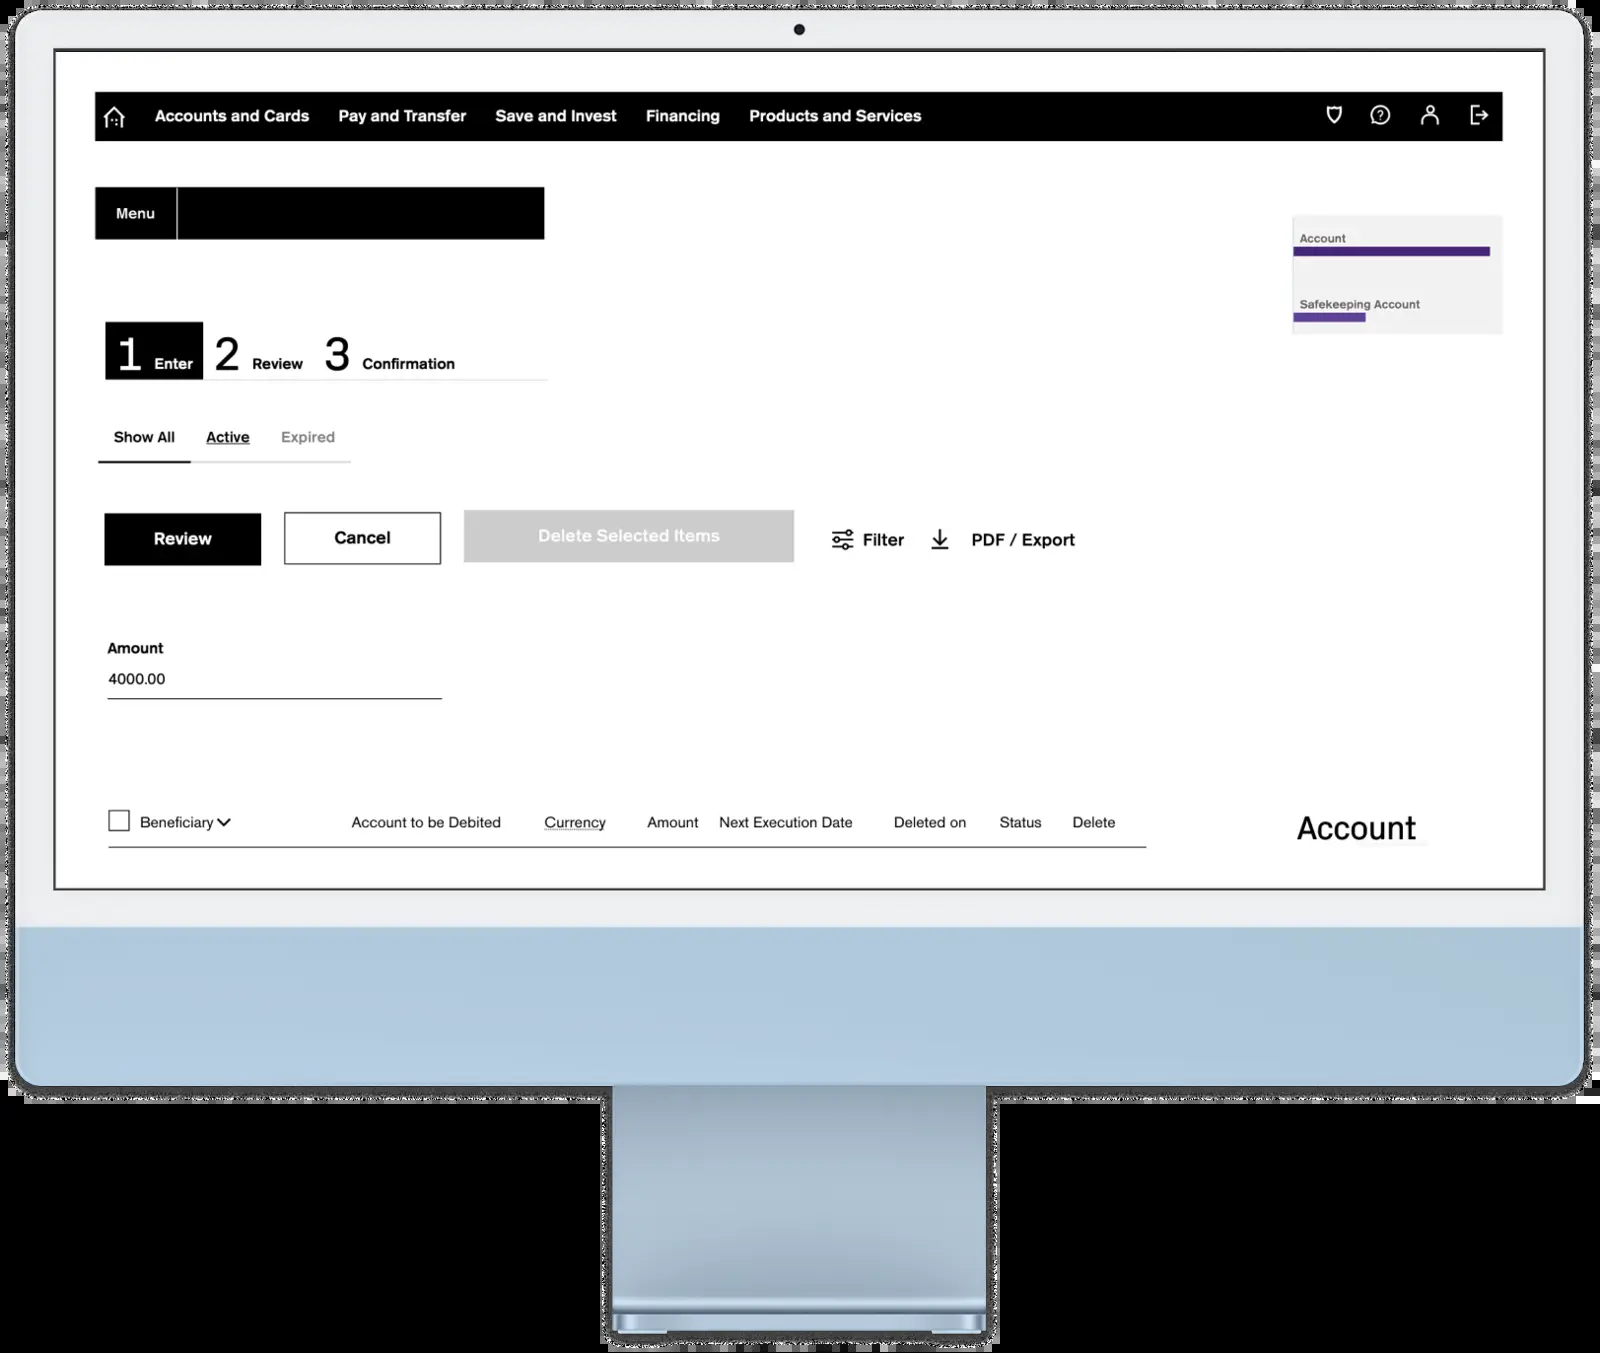 Accounts and Cards Pay and Transfer Save and Invest Financing Products and Services
Menu
Account
Safekeeping Account
1 Enter 2 Review 3 Confirmation
Show All Active Expired
Review Cancel Delete Selected Items Filter PDF / Export
Amount
4000.00
Beneficiary Account to be Debited Currency Amount Next Execution Date Deleted on Status Delete
Account